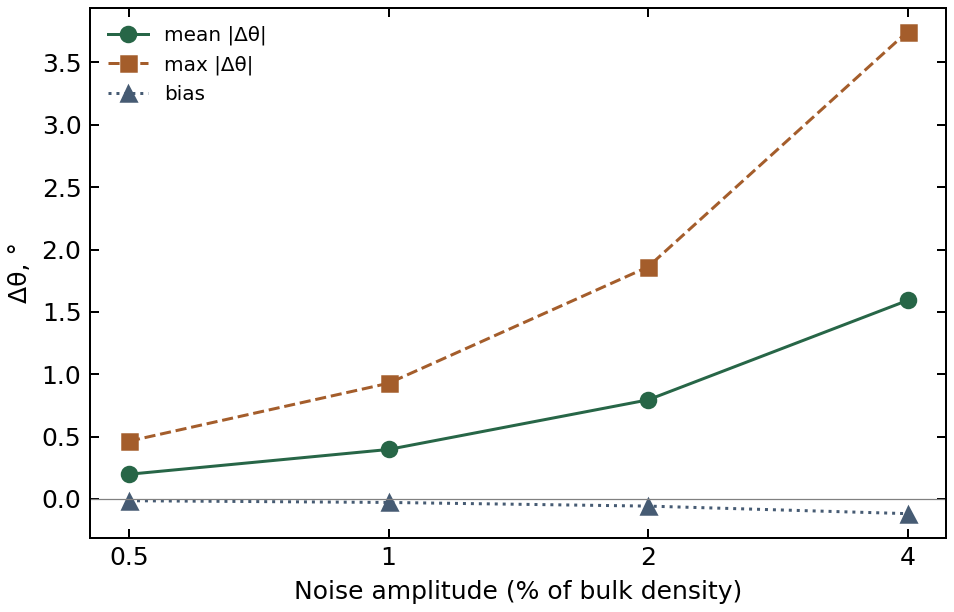 mean |Δθ|
max |Δθ|
bias
3.5
3.0
2.5
2.0
1.5
1.0
0.5
0.0
Δθ, °
0.5 1 2 4
Noise amplitude (% of bulk density)